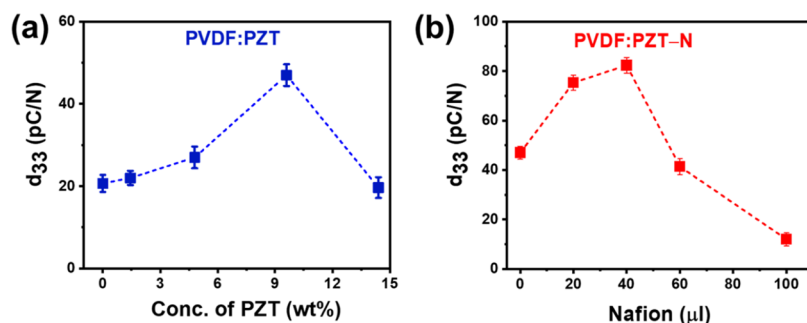 (a)
PVDF:PZT
d33 (pC/N)
60
40
20
0
0 3 6 9 12 15
Conc. of PZT (wt%)
(b)
PVDF:PZT–N
d33 (pC/N)
100
80
60
40
20
0
0 20 40 60 80 100
Nafion (μl)